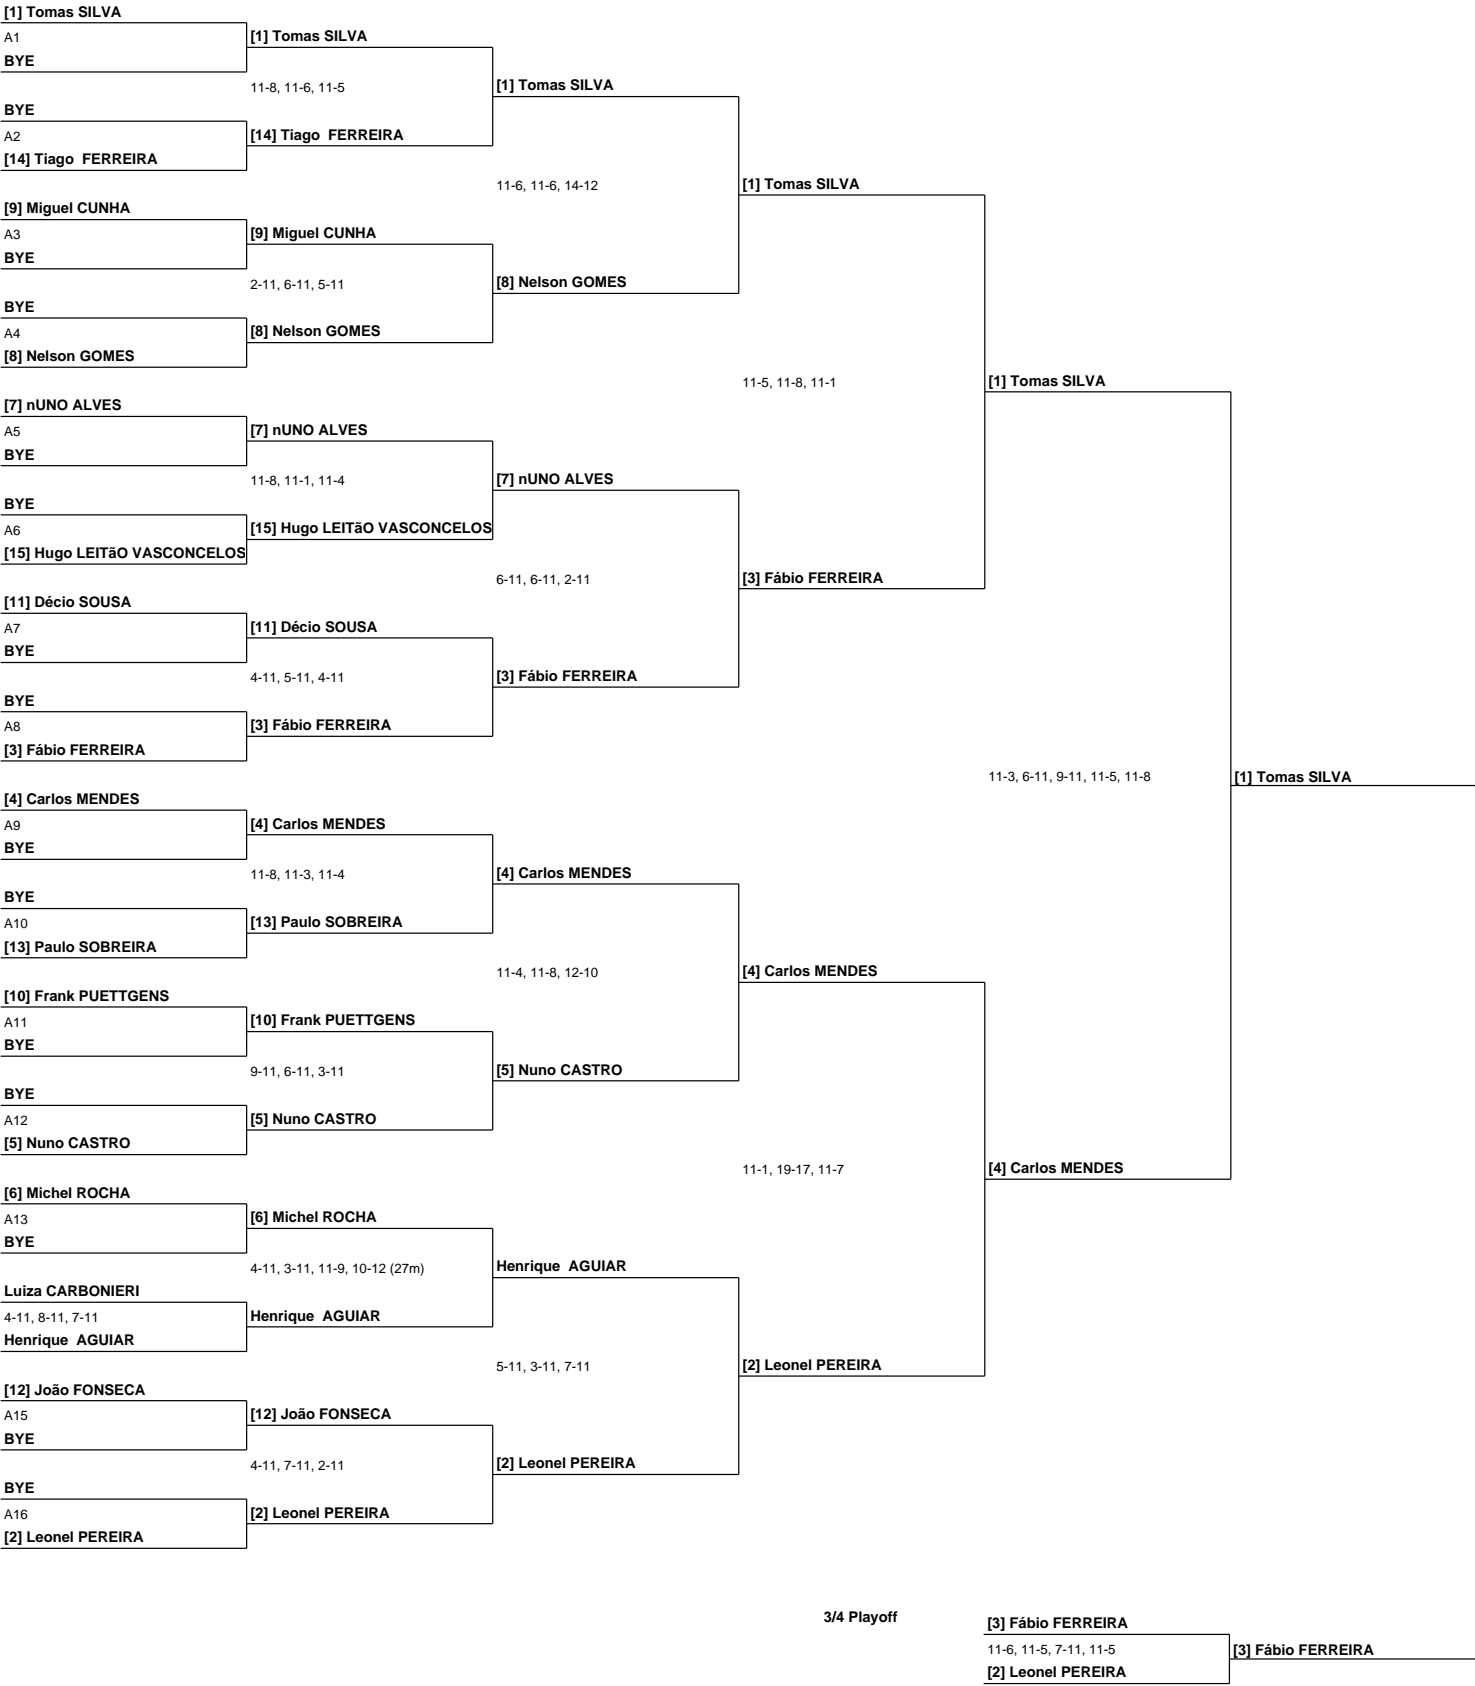 [1] Tomas SILVA
A1
BYE
BYE
A2
[14] Tiago  FERREIRA
[9] Miguel CUNHA
A3
BYE
BYE
A4
[8] Nelson GOMES
[7] nUNO ALVES
A5
BYE
BYE
A6
[15] Hugo LEITãO VASCONCELOS
[11] Décio SOUSA
A7
BYE
BYE
A8
[3] Fábio FERREIRA
[4] Carlos MENDES
A9
BYE
BYE
A10
[13] Paulo SOBREIRA
[10] Frank PUETTGENS
A11
BYE
BYE
A12
[5] Nuno CASTRO
[6] Michel ROCHA
A13
BYE
Luiza CARBONIERI
4-11, 8-11, 7-11
Henrique  AGUIAR
[12] João FONSECA
A15
BYE
BYE
A16
[2] Leonel PEREIRA
[1] Tomas SILVA
11-8, 11-6, 11-5
[14] Tiago  FERREIRA
[9] Miguel CUNHA
2-11, 6-11, 5-11
[8] Nelson GOMES
[7] nUNO ALVES
11-8, 11-1, 11-4
[15] Hugo LEITãO VASCONCELOS
[11] Décio SOUSA
4-11, 5-11, 4-11
[3] Fábio FERREIRA
[4] Carlos MENDES
11-8, 11-3, 11-4
[13] Paulo SOBREIRA
[10] Frank PUETTGENS
9-11, 6-11, 3-11
[5] Nuno CASTRO
[6] Michel ROCHA
4-11, 3-11, 11-9, 10-12 (27m)
Henrique  AGUIAR
[12] João FONSECA
4-11, 7-11, 2-11
[2] Leonel PEREIRA
[1] Tomas SILVA
11-6, 11-6, 14-12
[8] Nelson GOMES
[7] nUNO ALVES
6-11, 6-11, 2-11
[3] Fábio FERREIRA
[4] Carlos MENDES
11-4, 11-8, 12-10
[5] Nuno CASTRO
Henrique  AGUIAR
5-11, 3-11, 7-11
[2] Leonel PEREIRA
[1] Tomas SILVA
11-5, 11-8, 11-1
[3] Fábio FERREIRA
[4] Carlos MENDES
11-1, 19-17, 11-7
[2] Leonel PEREIRA
[1] Tomas SILVA
11-3, 6-11, 9-11, 11-5, 11-8
[4] Carlos MENDES
[1] Tomas SILVA
3/4 Playoff
[3] Fábio FERREIRA
11-6, 11-5, 7-11, 11-5
[2] Leonel PEREIRA
[3] Fábio FERREIRA